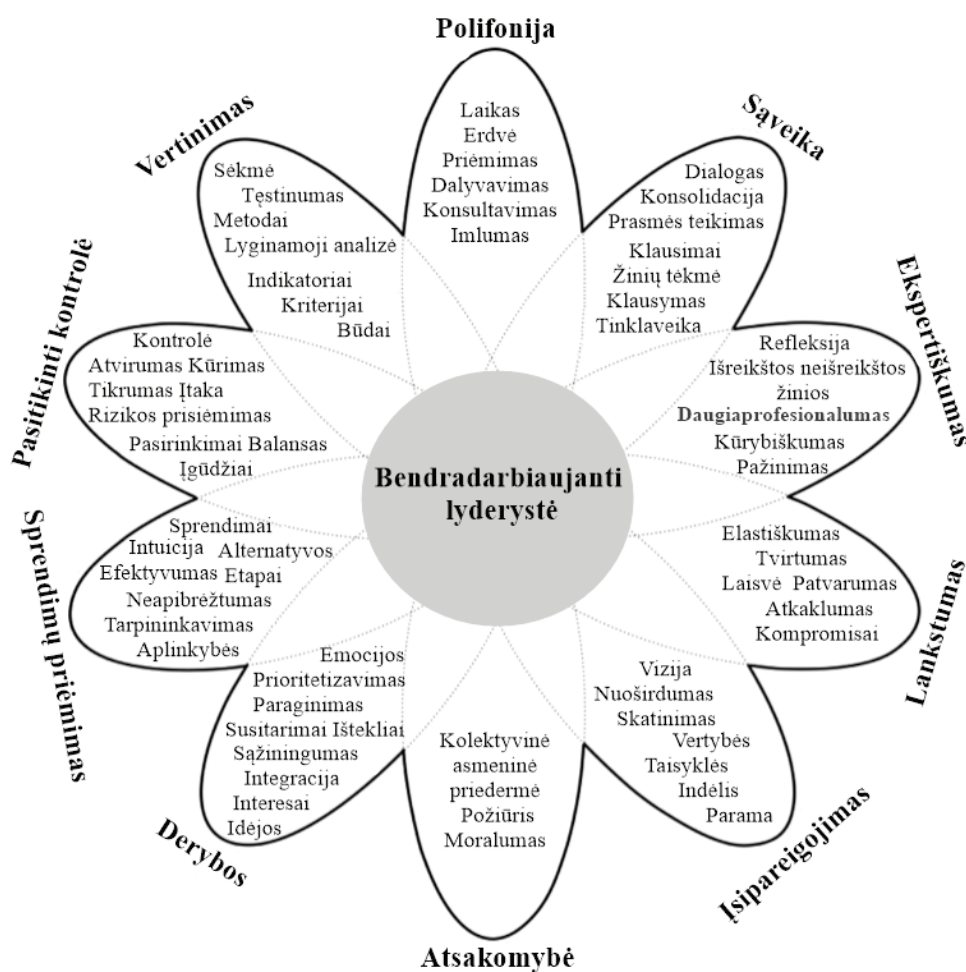 Polifonija
Laikas
Erdvė
Priėmimas
Dalyvavimas
Konsultavimas
Imlumas
Sąveika
Dialogas
Konsolidacija
Prasmės teikimas
Klausimai
Žinių tėkmė
Klausymas
Tinklaveika
Ekspertiškumas
Refleksija
Išreikštos neišreikštos
žinios
Daugiaprofesionalumas
Kūrybiškumas
Pažinimas
Lankstumas
Elastiškumas
Tvirtumas
Laisvė Patvarumas
Atkaklumas
Kompromisai
Įsipareigojimas
Vizija
Nuoširdumas
Skatinimas
Vertybės
Taisyklės
Indėlis
Parama
Atsakomybė
Kolektyvinė
asmeninė
priedermė
Požiūris
Moralumas
Derybos
Emocijos
Prioritetizavimas
Paraginimas
Susitarimai Ištekliai
Sąžiningumas
Integracija
Interesai
Idėjos
Sprendimų priėmimas
Sprendimai
Intuicija Alternatyvos
Efektyvumas Etapai
Neapibrėžtumas
Tarpininkavimas
Aplinkybės
Pasitikinti kontrolė
Kontrolė
Atvirumas Kūrimas
Tikrumas Įtaka
Rizikos prisiėmimas
Pasirinkimai Balansas
Įgūdžiai
Vertinimas
Sėkmė
Tęstinumas
Metodai
Lyginamoji analizė
Indikatoriai
Kriterijai
Būdai
Bendradarbiaujanti
lyderystė